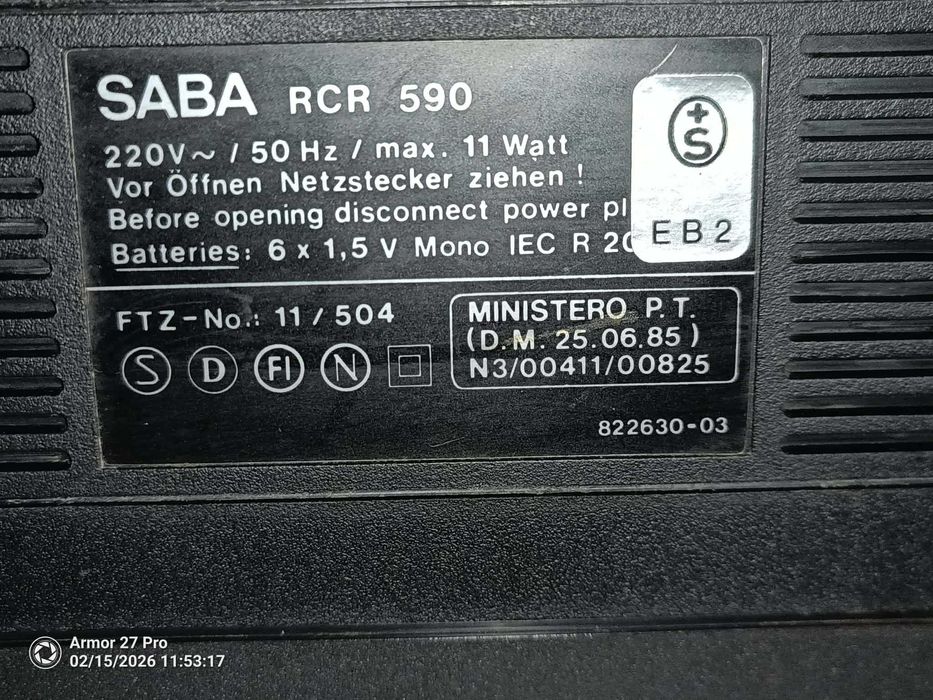 SABA RCR 590
220V~ / 50 Hz / max. 11 Watt
Vor Öffnen Netzstecker ziehen !
Before opening disconnect power pl
Batteries: 6 x 1,5 V Mono IEC R 20
+
S
EB2
FTZ-No.: 11 / 504
S D FI N
MINISTERO P.T.
(D.M. 25.06.85)
N3/00411/00825
822630-03
Armor 27 Pro
02/15/2026 11:53:17